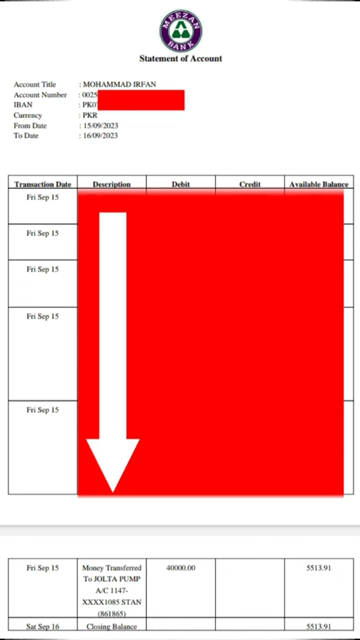 MEEZAN
BANK
Statement of Account
Account Title : MOHAMMAD IRFAN
Account Number : 0025
IBAN : PK0
Currency : PKR
From Date : 15/09/2023
To Date : 16/09/2023
Transaction Date Description Debit Credit Available Balance
Fri Sep 15
Fri Sep 15
Fri Sep 15
Fri Sep 15
Fri Sep 15
Fri Sep 15 Money Transferred 40000.00 5513.91
To JOLTA PUMP
A/C 1147-
XXXX1085 STAN
(861865)
Sat Sep 16 Closing Balance 5513.91